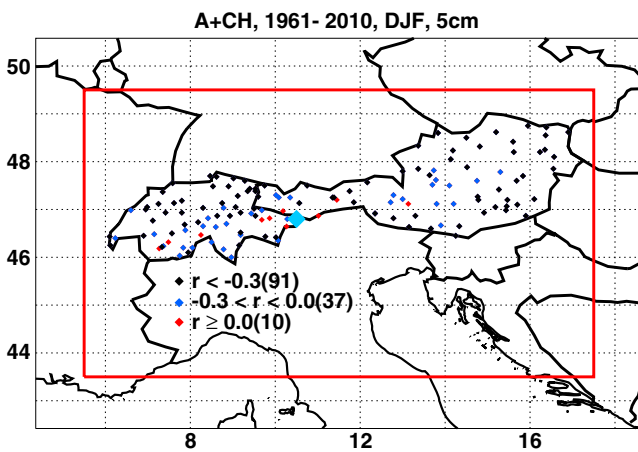 A+CH, 1961- 2010, DJF, 5cm
50
48
46
44
r < -0.3(91)
-0.3 < r < 0.0(37)
r ≥ 0.0(10)
8
12
16